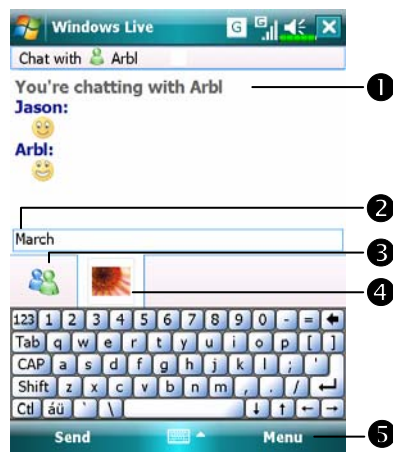 Windows Live G G
Chat with Arbl
You're chatting with Arbl
Jason:
Arbl:
March
123 1 2 3 4 5 6 7 8 9 0 - =
Tab q w e r t y u i o p [ ]
CAP a s d f g h j k l ; '
Shift z x c v b n m , . /
Ctl áü ` \
Send Menu
1
2
3
4
5